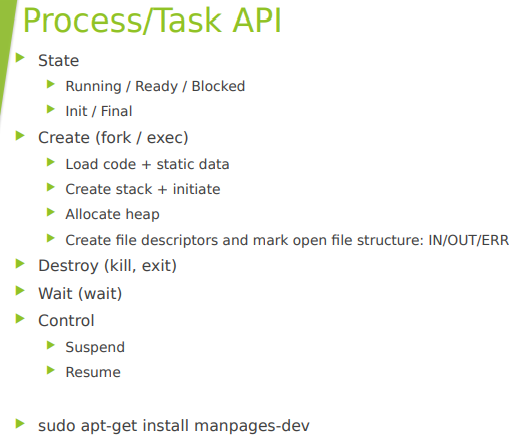 Process/Task API
State
Running / Ready / Blocked
Init / Final
Create (fork / exec)
Load code + static data
Create stack + initiate
Allocate heap
Create file descriptors and mark open file structure: IN/OUT/ERR
Destroy (kill, exit)
Wait (wait)
Control
Suspend
Resume
sudo apt-get install manpages-dev